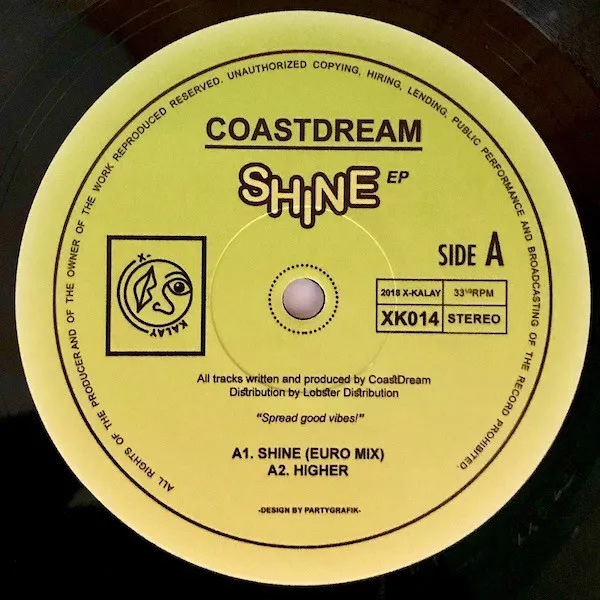 ALL RIGHTS OF THE PRODUCER AND OF THE OWNER OF THE WORK REPRODUCED RESERVED. UNAUTHORIZED COPYING, HIRING, LENDING, PUBLIC PERFORMANCE AND BROADCASTING OF THE RECORD PROHIBITED.
COASTDREAM
SHINE EP
SIDE A
X-
KALAY
2018 X-KALAY
33 1/3 RPM
XK014
STEREO
All tracks written and produced by CoastDream
Distribution by Lobster Distribution
"Spread good vibes!"
A1. SHINE (EURO MIX)
A2. HIGHER
-DESIGN BY PARTYGRAFIK-